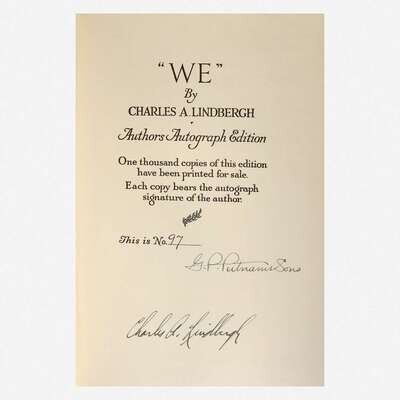 "WE"
By
CHARLES A. LINDBERGH
Authors Autograph Edition
One thousand copies of this edition
have been printed for sale.
Each copy bears the autograph
signature of the author.
This is No. 97
G. P. Putnam's Sons
Charles A. Lindbergh